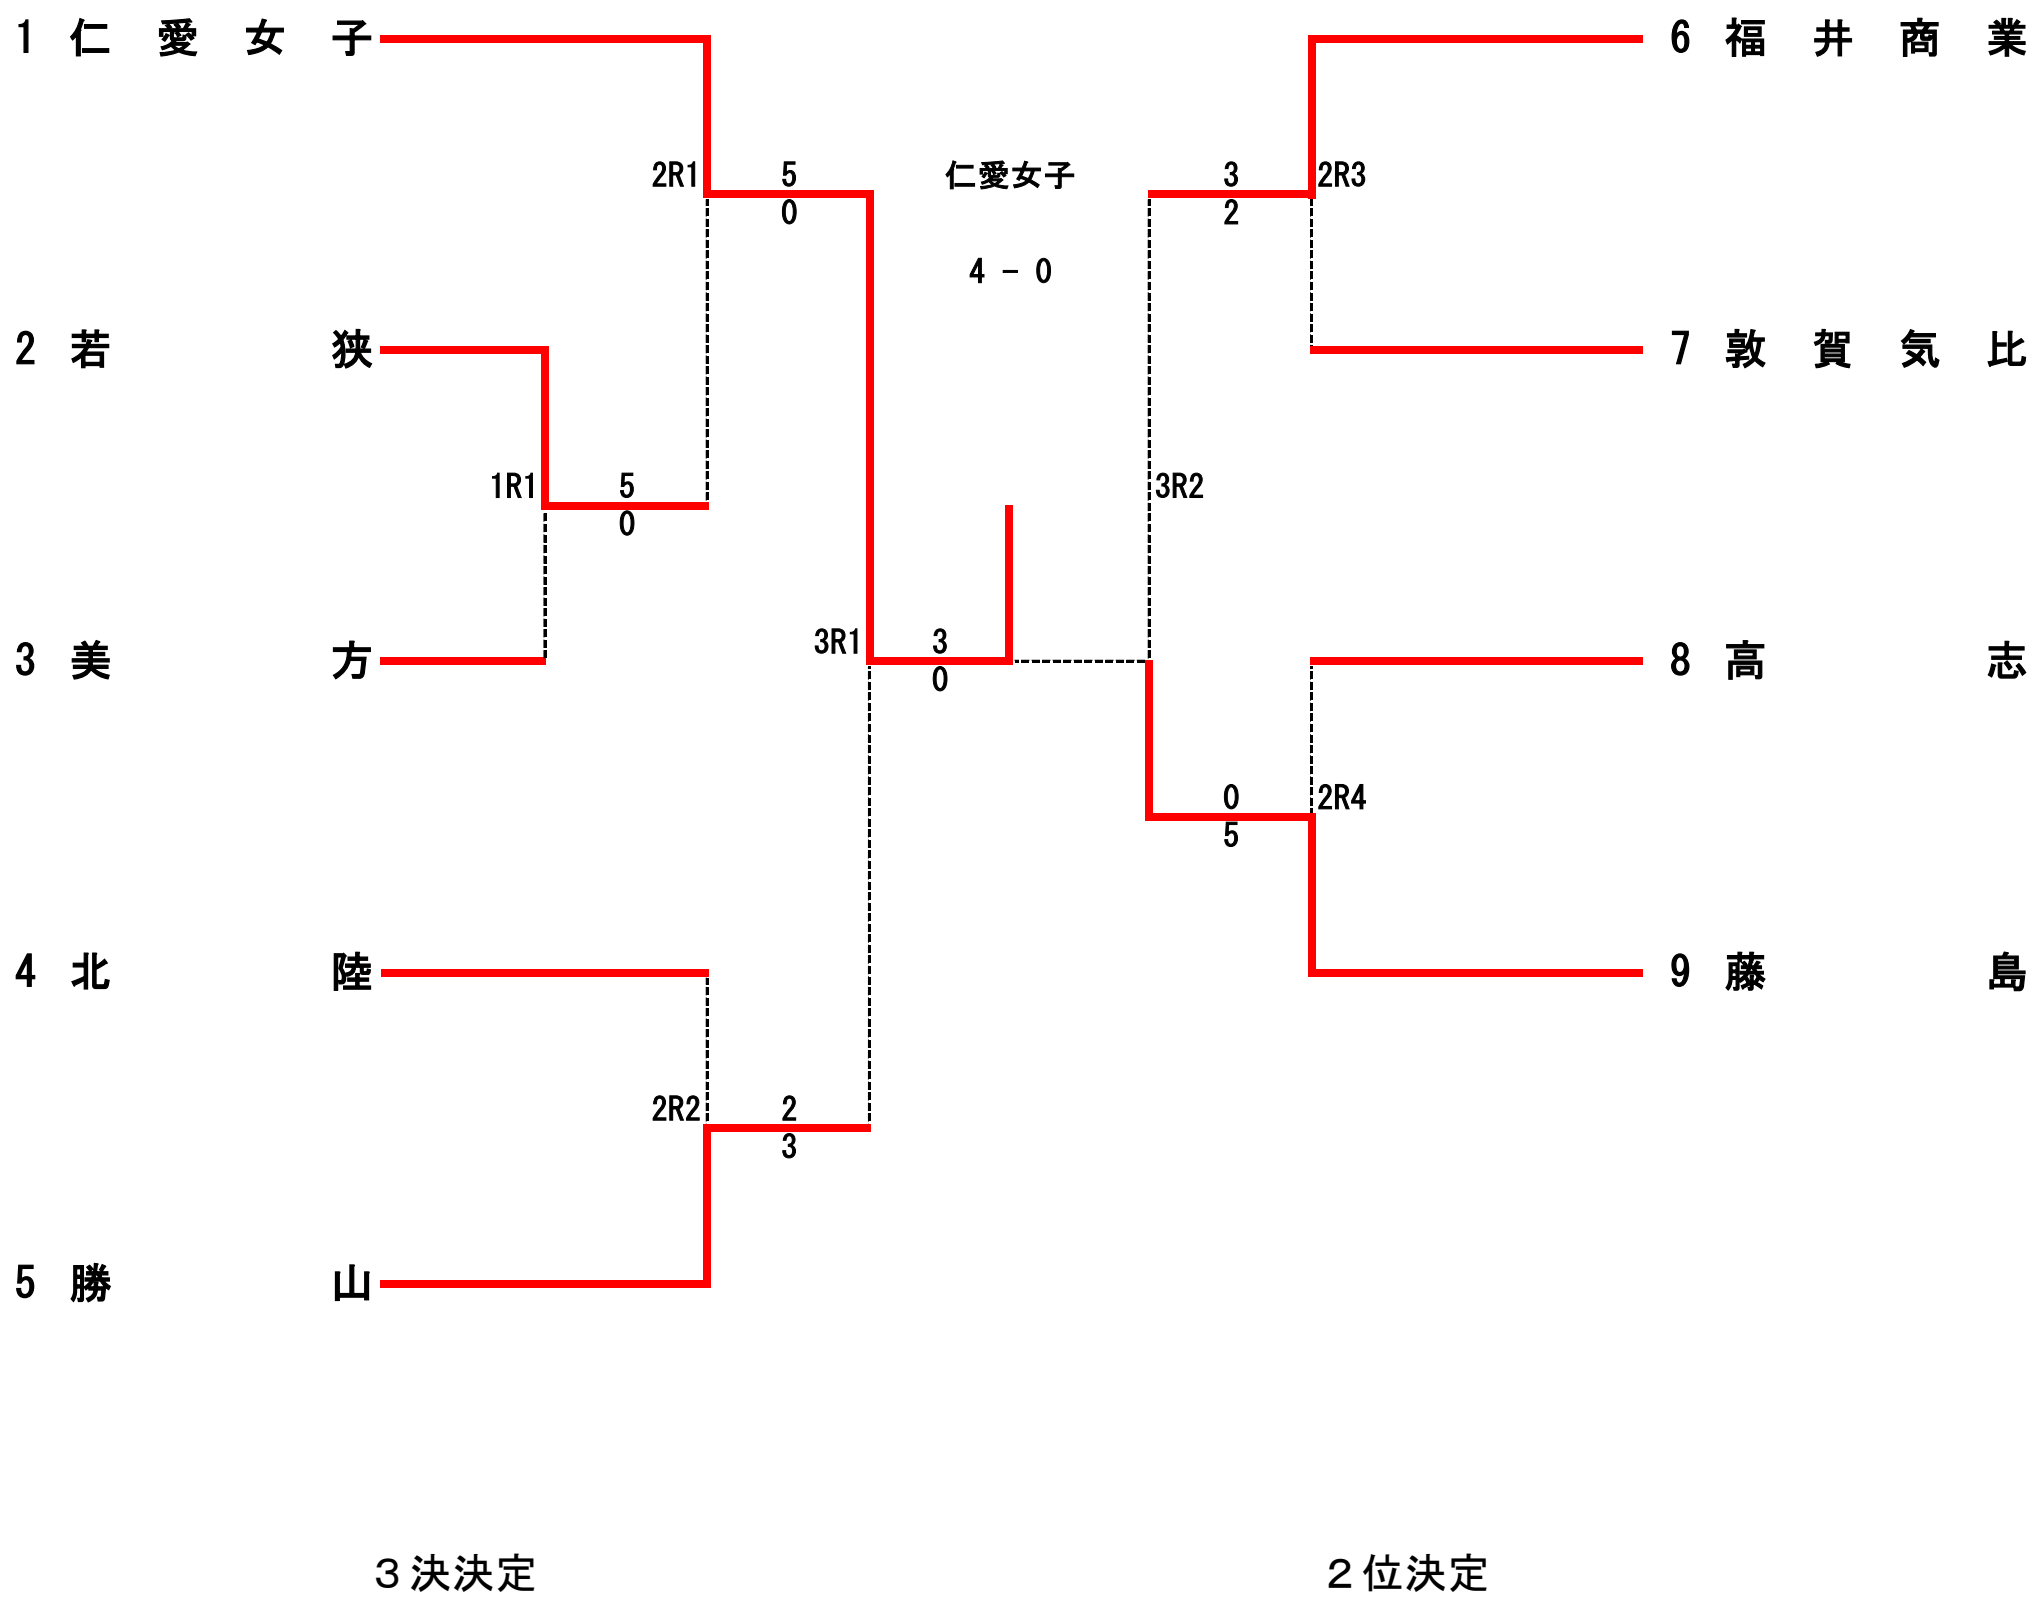 1 仁愛女子
6 福井商業
2R1
5
0
仁愛女子
3
2
2R3
4 - 0
2 若狭
7 敦賀気比
1R1
5
0
3R2
3 美方
3R1
3
0
8 高志
0
5
2R4
4 北陸
9 藤島
2R2
2
3
5 勝山
３決決定
２位決定